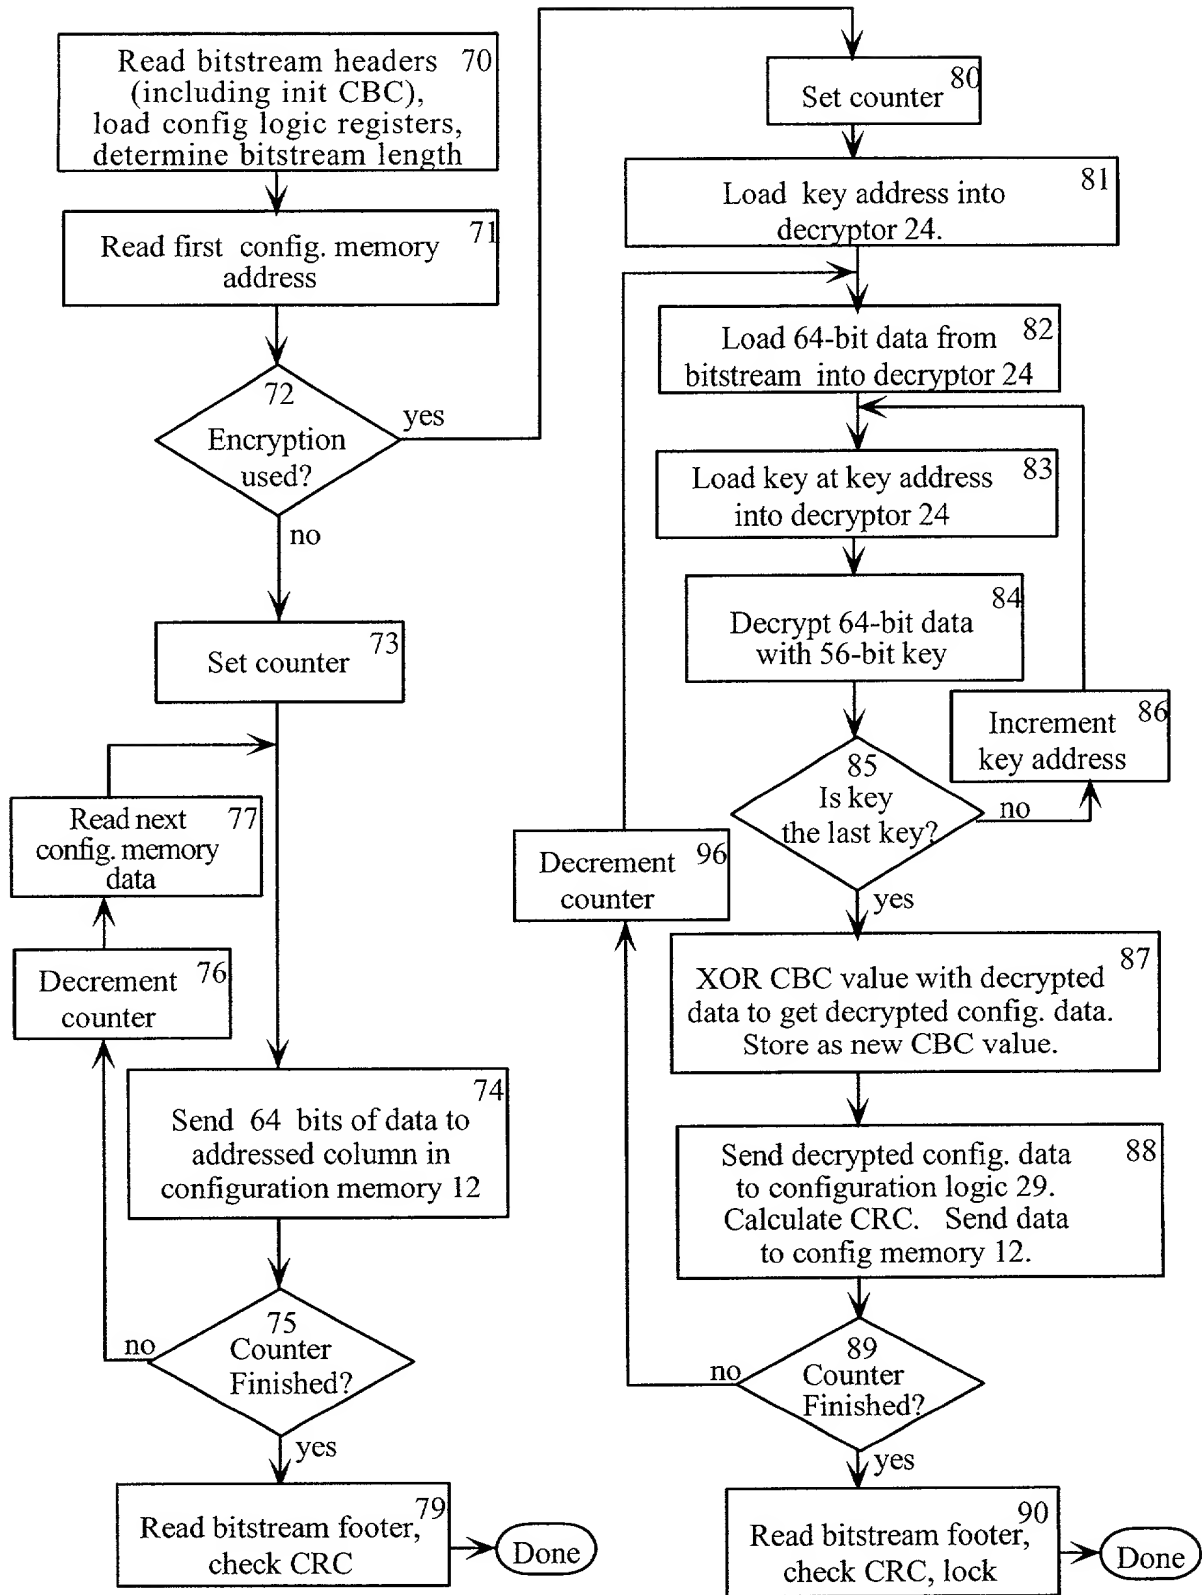 Read bitstream headers 70
(including init CBC),
load config logic registers,
determine bitstream length
Read first config. memory 71
address
72
Encryption
used?
yes
no
Set counter 73
Read next 77
config. memory
data
Decrement 76
counter
74
Send 64 bits of data to
addressed column in
configuration memory 12
75
Counter
Finished?
no
yes
79
Read bitstream footer,
check CRC
Done
80
Set counter
81
Load key address into
decryptor 24.
82
Load 64-bit data from
bitstream into decryptor 24
83
Load key at key address
into decryptor 24
84
Decrypt 64-bit data
with 56-bit key
85
Is key
the last key?
no
Increment 86
key address
yes
Decrement 96
counter
87
XOR CBC value with decrypted
data to get decrypted config. data.
Store as new CBC value.
Send decrypted config. data 88
to configuration logic 29.
Calculate CRC. Send data
to config memory 12.
89
Counter
Finished?
no
yes
90
Read bitstream footer,
check CRC, lock
Done